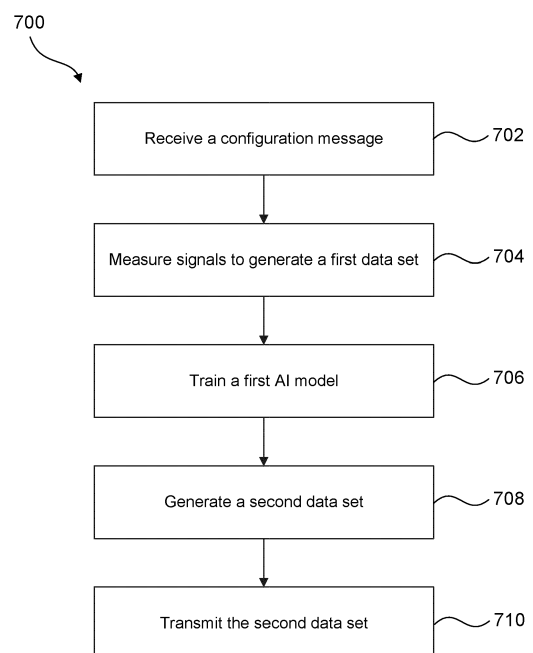 700
Receive a configuration message
702
Measure signals to generate a first data set
704
Train a first AI model
706
Generate a second data set
708
Transmit the second data set
710